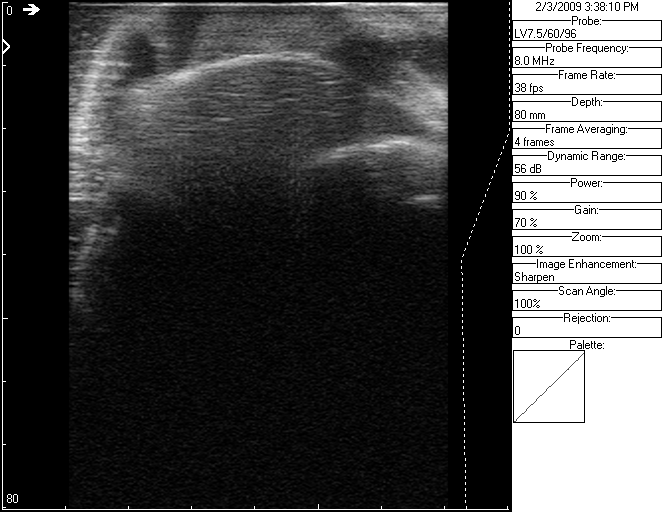 0
80
2/3/2009 3:38:10 PM
Probe:
LV7.5/60/96
Probe Frequency:
8.0 MHz
Frame Rate:
38 fps
Depth:
80 mm
Frame Averaging:
4 frames
Dynamic Range:
56 dB
Power:
90 %
Gain:
70 %
Zoom:
100 %
Image Enhancement:
Sharpen
Scan Angle:
100%
Rejection:
0
Palette: